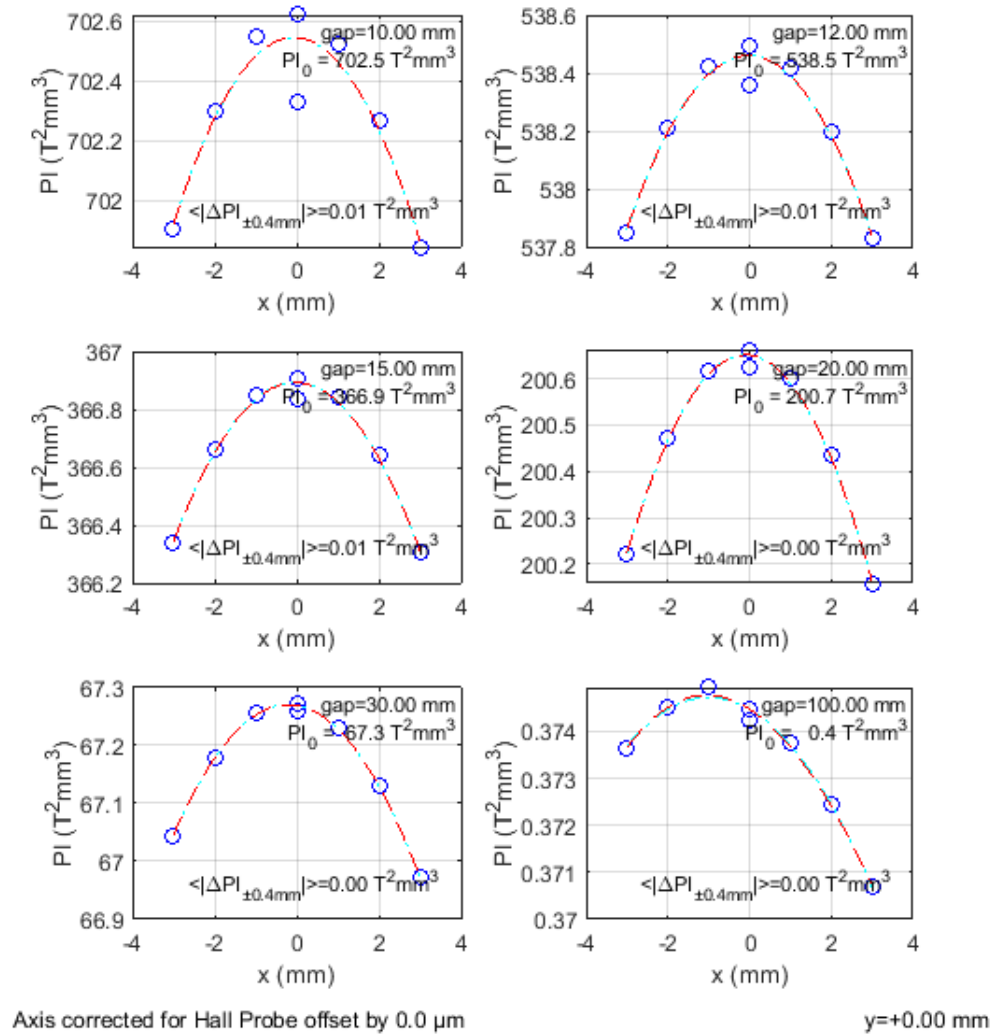 702.6
702.4
702.2
702
PI (T²mm³)
gap=10.00 mm
PI₀ = 702.5 T²mm³
<|ΔPI±0.4mm|>=0.01 T²mm³
-4 -2 0 2 4
x (mm)
538.6
538.4
538.2
538
537.8
PI (T²mm³)
gap=12.00 mm
PI₀ = 538.5 T²mm³
<|ΔPI±0.4mm|>=0.01 T²mm³
-4 -2 0 2 4
x (mm)
367
366.8
366.6
366.4
366.2
PI (T²mm³)
gap=15.00 mm
PI₀ = 366.9 T²mm³
<|ΔPI±0.4mm|>=0.01 T²mm³
-4 -2 0 2 4
x (mm)
200.6
200.5
200.4
200.3
200.2
PI (T²mm³)
gap=20.00 mm
PI₀ = 200.7 T²mm³
<|ΔPI±0.4mm|>=0.00 T²mm³
-4 -2 0 2 4
x (mm)
67.3
67.2
67.1
67
66.9
PI (T²mm³)
gap=30.00 mm
PI₀ = 67.3 T²mm³
<|ΔPI±0.4mm|>=0.00 T²mm³
-4 -2 0 2 4
x (mm)
0.374
0.373
0.372
0.371
0.37
PI (T²mm³)
gap=100.00 mm
PI₀ = 0.4 T²mm³
<|ΔPI±0.4mm|>=0.00 T²mm³
-4 -2 0 2 4
x (mm)
Axis corrected for Hall Probe offset by 0.0 μm
y=+0.00 mm